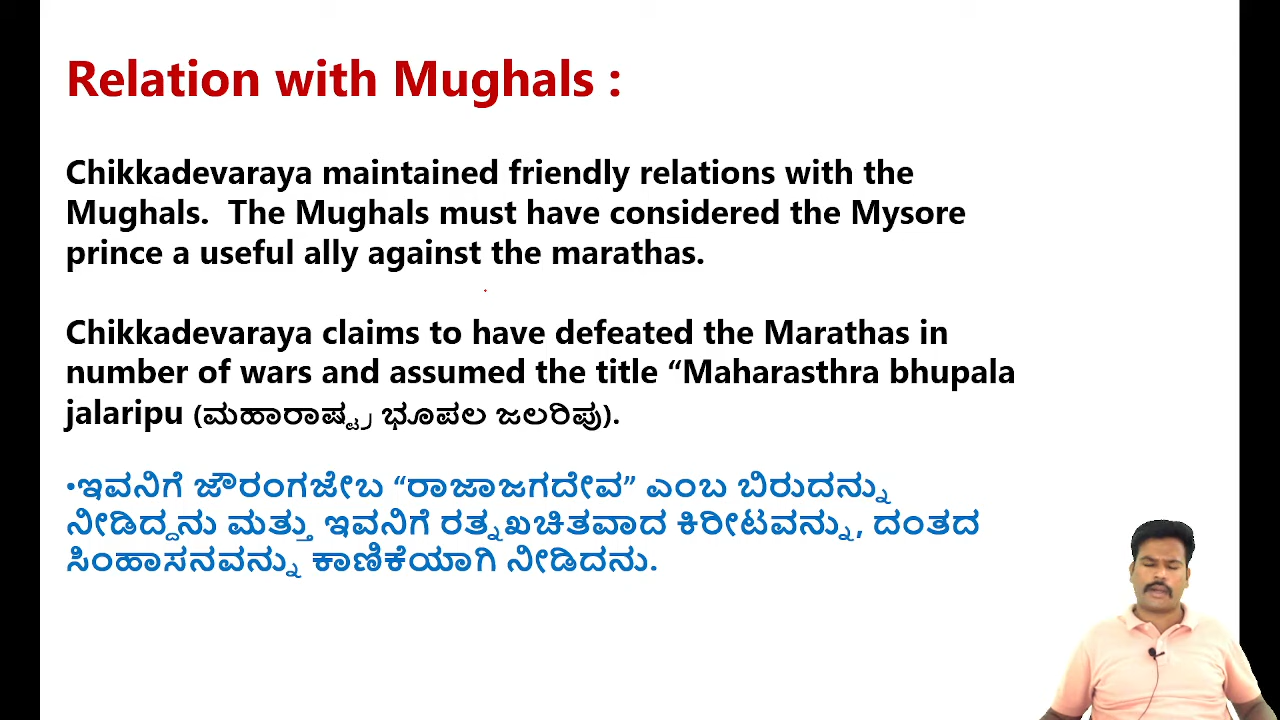 Relation with Mughals :
Chikkadevaraya maintained friendly relations with the
Mughals.  The Mughals must have considered the Mysore
prince a useful ally against the marathas.
Chikkadevaraya claims to have defeated the Marathas in
number of wars and assumed the title “Maharasthra bhupala
jalaripu (ಮಹಾರಾಷ್ಟ್ರ ಭೂಪಲ ಜಲರಿಪು).
•ಇವನಿಗೆ ಜೌರಂಗಜೇಬ “ರಾಜಾಜಗದೇವ” ಎಂಬ ಬಿರುದನ್ನು
ನೀಡಿದ್ದನು ಮತ್ತು ಇವನಿಗೆ ರತ್ನಖಚಿತವಾದ ಕಿರೀಟವನ್ನು, ದಂತದ
ಸಿಂಹಾಸನವನ್ನು ಕಾಣಿಕೆಯಾಗಿ ನೀಡಿದನು.